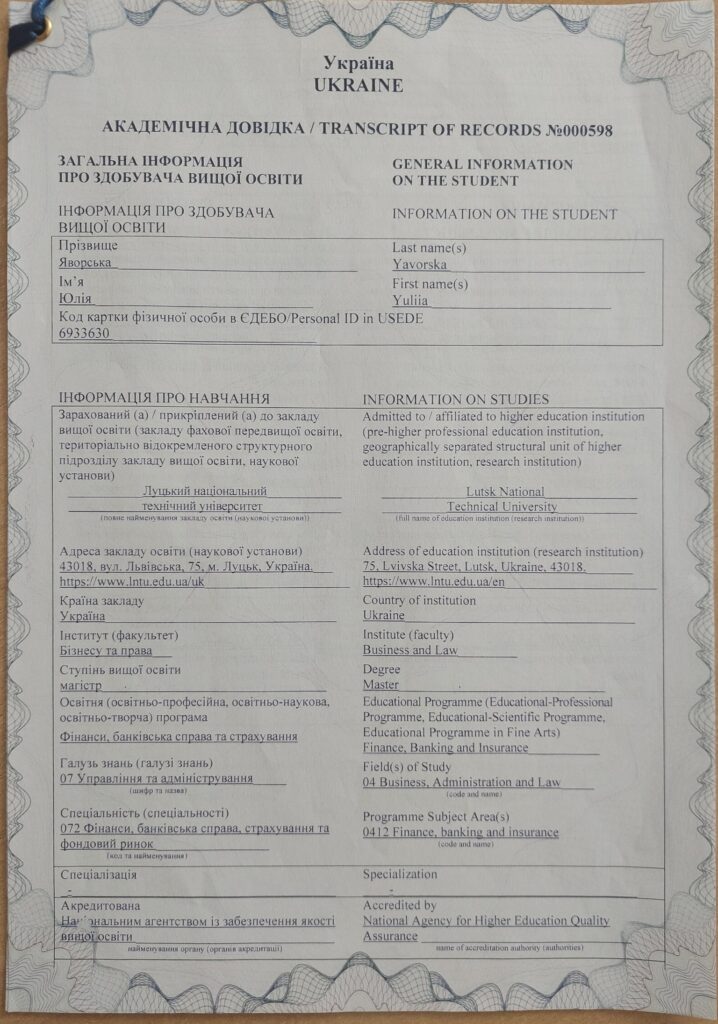 Україна
UKRAINE
АКАДЕМІЧНА ДОВІДКА / TRANSCRIPT OF RECORDS №000598
ЗАГАЛЬНА ІНФОРМАЦІЯ
ПРО ЗДОБУВАЧА ВИЩОЇ ОСВІТИ
GENERAL INFORMATION
ON THE STUDENT
ІНФОРМАЦІЯ ПРО ЗДОБУВАЧА
ВИЩОЇ ОСВІТИ
INFORMATION ON THE STUDENT
Прізвище
Яворська
Last name(s)
Yavorska
Ім’я
Юлія
First name(s)
Yuliia
Код картки фізичної особи в ЄДЕБО/Personal ID in USEDE
6933630
ІНФОРМАЦІЯ ПРО НАВЧАННЯ
INFORMATION ON STUDIES
Зарахований (а) / прикріплений (а) до закладу
вищої освіти (закладу фахової передвищої освіти,
територіально відокремленого структурного
підрозділу закладу вищої освіти, наукової
установи)
Луцький національний
технічний університет
(повне найменування закладу освіти (наукової установи))
Admitted to / affiliated to higher education institution
(pre-higher professional education institution,
geographically separated structural unit of higher
education institution, research institution)
Lutsk National
Technical University
(full name of education institution (research institution))
Адреса закладу освіти (наукової установи)
43018, вул. Львівська, 75, м. Луцьк, Україна.
https://www.lntu.edu.ua/uk
Address of education institution (research institution)
75, Lvivska Street, Lutsk, Ukraine, 43018.
https://www.lntu.edu.ua/en
Країна закладу
Україна
Country of institution
Ukraine
Інститут (факультет)
Бізнесу та права
Institute (faculty)
Business and Law
Ступінь вищої освіти
магістр
Degree
Master
Освітня (освітньо-професійна, освітньо-наукова,
освітньо-творча) програма
Фінанси, банківська справа та страхування
Educational Programme (Educational-Professional
Programme, Educational-Scientific Programme,
Educational Programme in Fine Arts)
Finance, Banking and Insurance
Галузь знань (галузі знань)
07 Управління та адміністрування
(шифр та назва)
Field(s) of Study
04 Business, Administration and Law
(code and name)
Спеціальність (спеціальності)
072 Фінанси, банківська справа, страхування та
фондовий ринок
(код та найменування)
Programme Subject Area(s)
0412 Finance, banking and insurance
(code and name)
Спеціалізація
-
Specialization
-
Акредитована
Національним агентством із забезпечення якості
вищої освіти
найменування органу (органів акредитації)
Accredited by
National Agency for Higher Education Quality
Assurance
name of accreditation authority (authorities)